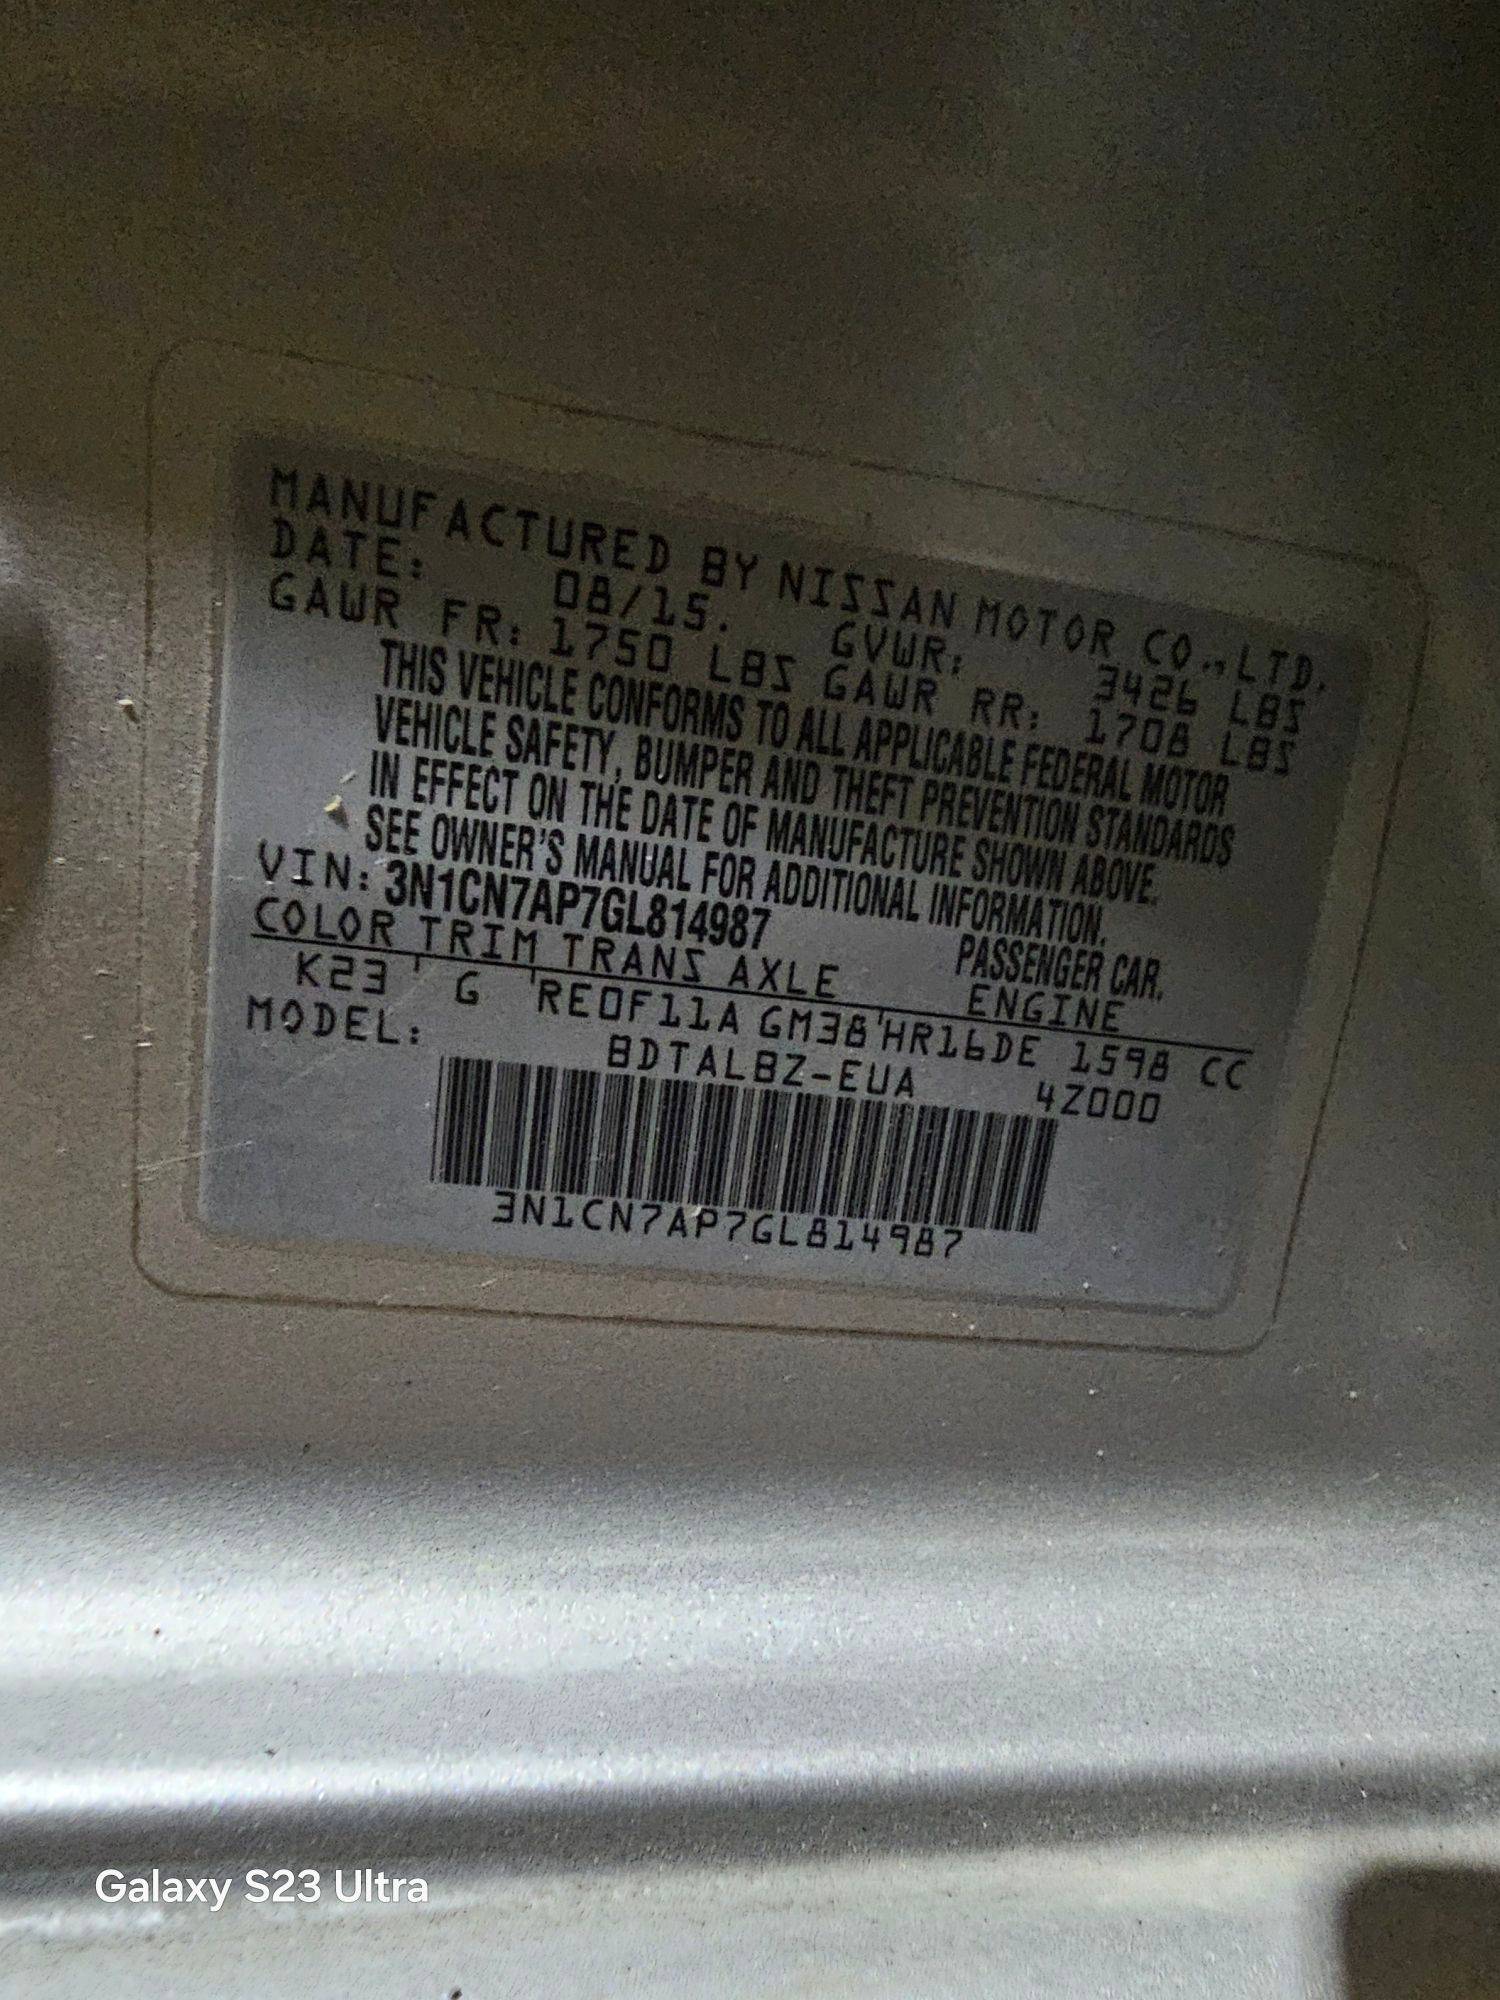 MANUFACTURED BY NISSAN MOTOR CO., LTD.
DATE: 08/15. GVWR: 3426 LBS
GAWR FR: 1750 LBS GAWR RR: 1708 LBS
THIS VEHICLE CONFORMS TO ALL APPLICABLE FEDERAL MOTOR
VEHICLE SAFETY, BUMPER AND THEFT PREVENTION STANDARDS
IN EFFECT ON THE DATE OF MANUFACTURE SHOWN ABOVE.
SEE OWNER'S MANUAL FOR ADDITIONAL INFORMATION.
VIN: 3N1CN7AP7GL814987 PASSENGER CAR.
COLOR TRIM TRANS AXLE ENGINE
K23 G RE0F11A GM38 HR16DE 1598 CC
MODEL: BDTALBZ-EUA 4Z000
3N1CN7AP7GL814987
Galaxy S23 Ultra